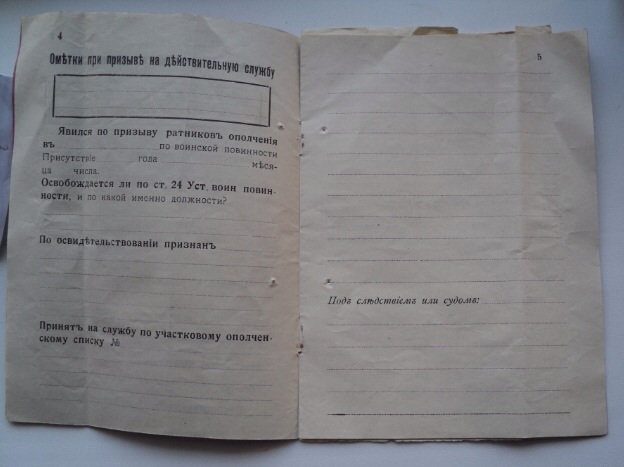 4
Омѣтки при призывѣ на дѣйствительную службу
Явился по призыву ратниковъ ополченія
въ по воинской повинности
Присутствіе года мѣся-
ца числа.
Освобождается ли по ст. 24 Уст. воин повин-
ности, и по какой именно должности?
По освидѣтельствованіи признанъ
Принятъ на службу по участковому ополчен-
скому списку №
5
Подъ слѣдствіемъ или судомъ: